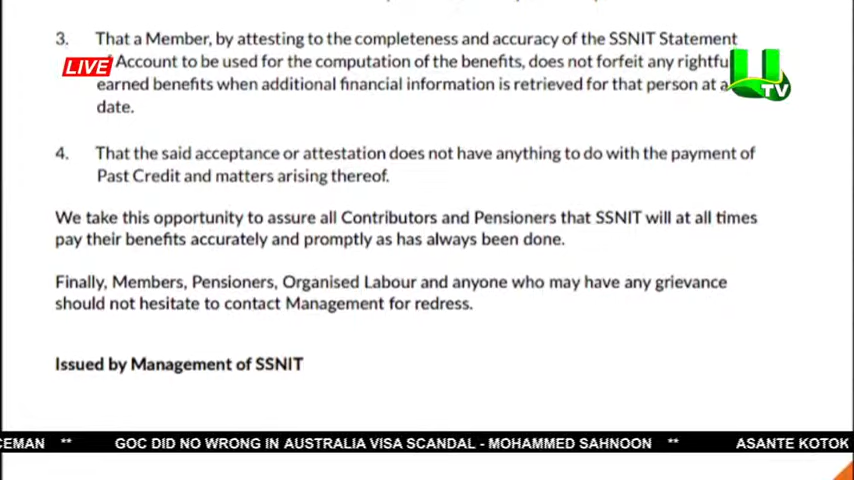 3. That a Member, by attesting to the completeness and accuracy of the SSNIT Statement
LIVE
Account to be used for the computation of the benefits, does not forfeit any
U
TV
earned benefits when additional financial information is retrieved for that person at a
date.
4. That the said acceptance or attestation does not have anything to do with the payment of
Past Credit and matters arising thereof.
We take this opportunity to assure all Contributors and Pensioners that SSNIT will at all times
pay their benefits accurately and promptly as has always been done.
Finally, Members, Pensioners, Organised Labour and anyone who may have any grievance
should not hesitate to contact Management for redress.
Issued by Management of SSNIT
CEMAN ** GOC DID NO WRONG IN AUSTRALIA VISA SCANDAL - MOHAMMED SAHNOON ** ASANTE KOTOK